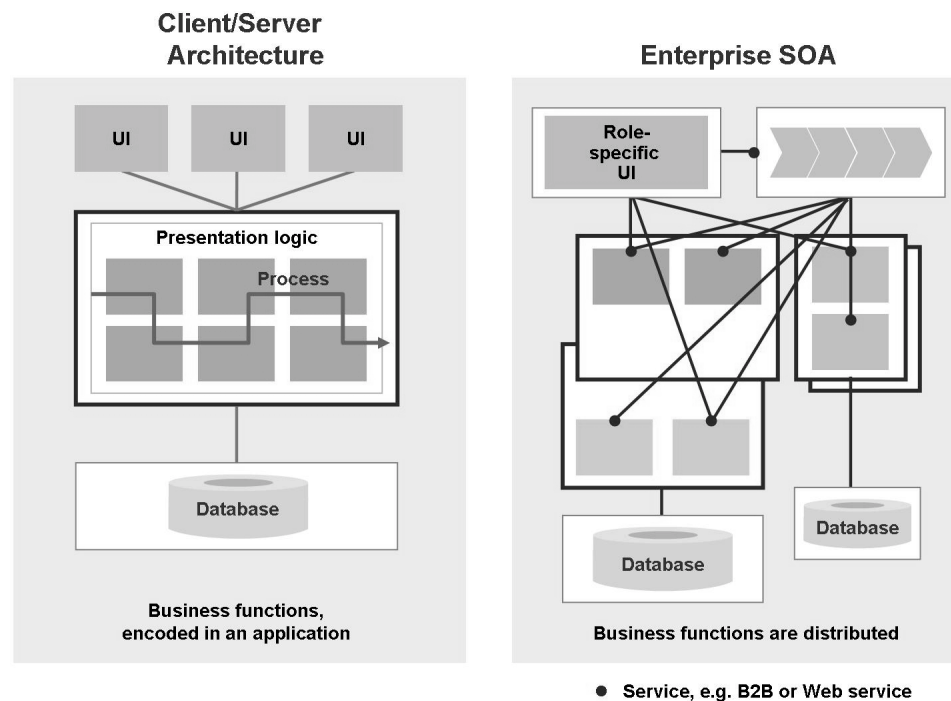 Client/Server
Architecture
UI
UI
UI
Presentation logic
Process
Database
Business functions,
encoded in an application
Enterprise SOA
Role-
specific
UI
Database
Database
Business functions are distributed
Service, e.g. B2B or Web service